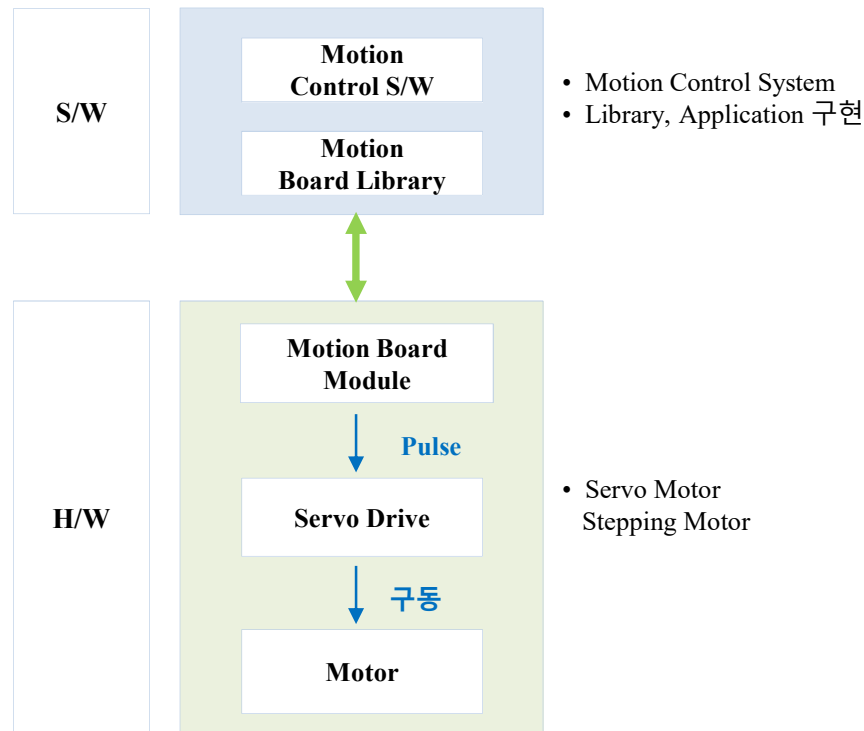 S/W
Motion
Control S/W
Motion
Board Library
• Motion Control System
• Library, Application 구현
H/W
Motion Board
Module
Pulse
Servo Drive
구동
Motor
• Servo Motor
Stepping Motor